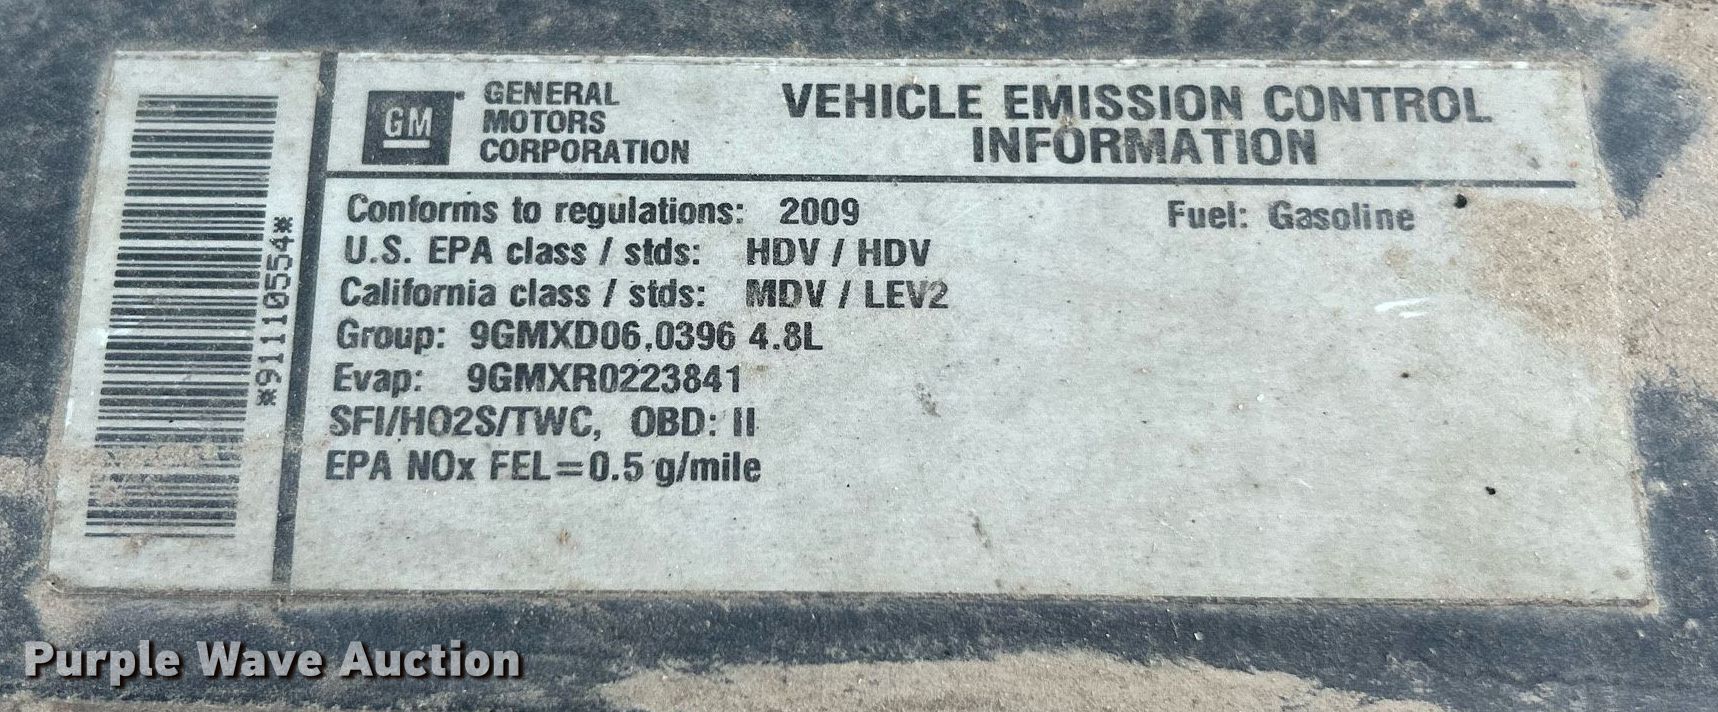 GM
GENERAL
MOTORS
CORPORATION
VEHICLE EMISSION CONTROL
INFORMATION
Conforms to regulations: 2009
Fuel: Gasoline
U.S. EPA class / stds: HDV / HDV
California class / stds: MDV / LEV2
Group: 9GMXD06.0396 4.8L
Evap: 9GMXR0223841
SFI/HO2S/TWC, OBD: II
EPA NOx FEL=0.5 g/mile
*911110554*
Purple Wave Auction